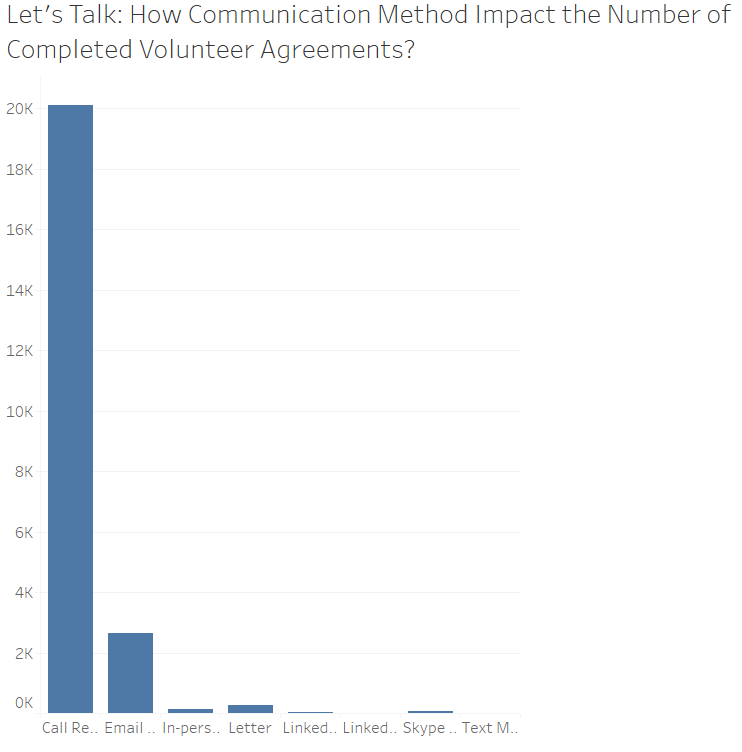 Let's Talk: How Communication Method Impact the Number of
Completed Volunteer Agreements?
20K
18K
16K
14K
12K
10K
8K
6K
4K
2K
0K
Call Re.. Email .. In-pers.. Letter Linked.. Linked.. Skype .. Text M..